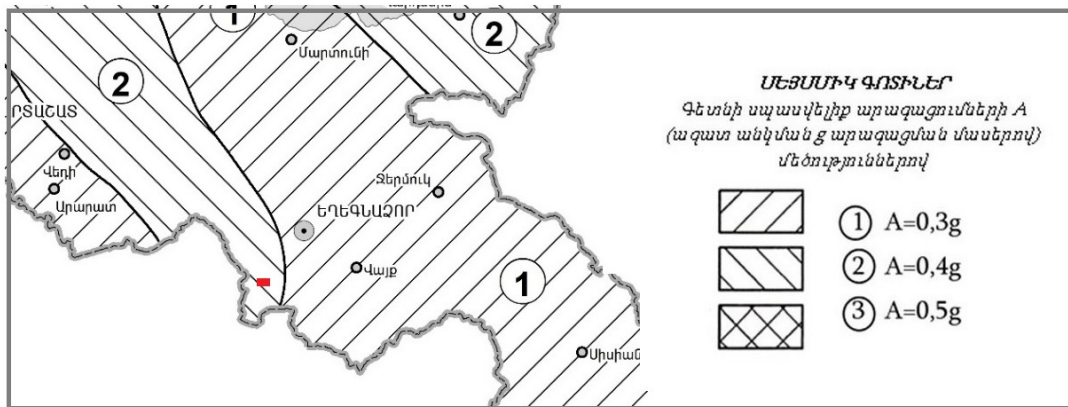 1
2
Մարտունի
2
ՐՏԱՇԱՏ
Վեդի
Արարատ
Ջերմուկ
ԵՂԵԳՆԱՁՈՐ
Վայք
1
Սիսիան
ՍԵՅՍՄԻԿ ԳՈՏԻՆԵՐ
Գետնի սպասվելիք արագացումների A
(ազատ անկման g արագացման մասերով)
մեծություններով
1 A=0,3g
2 A=0,4g
3 A=0,5g